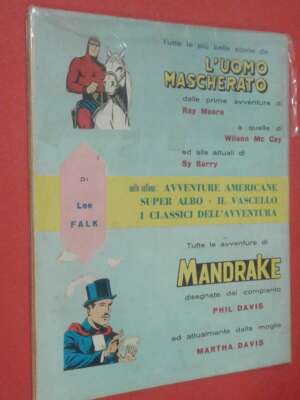 Tutte le più belle storie de
L'UOMO
MASCHERATO
dalle prime avventure di
Ray Moore
a quelle di
Wilson Mc Coy
ed alle attuali di
Sy Barry
DI
Lee
FALK
nelle collane: AVVENTURE AMERICANE
SUPER ALBO - IL VASCELLO
I CLASSICI DELL'AVVENTURA
Tutte le avventure di
MANDRAKE
disegnate dal compianto
PHIL DAVIS
ed attualmente dalla moglie
MARTHA DAVIS